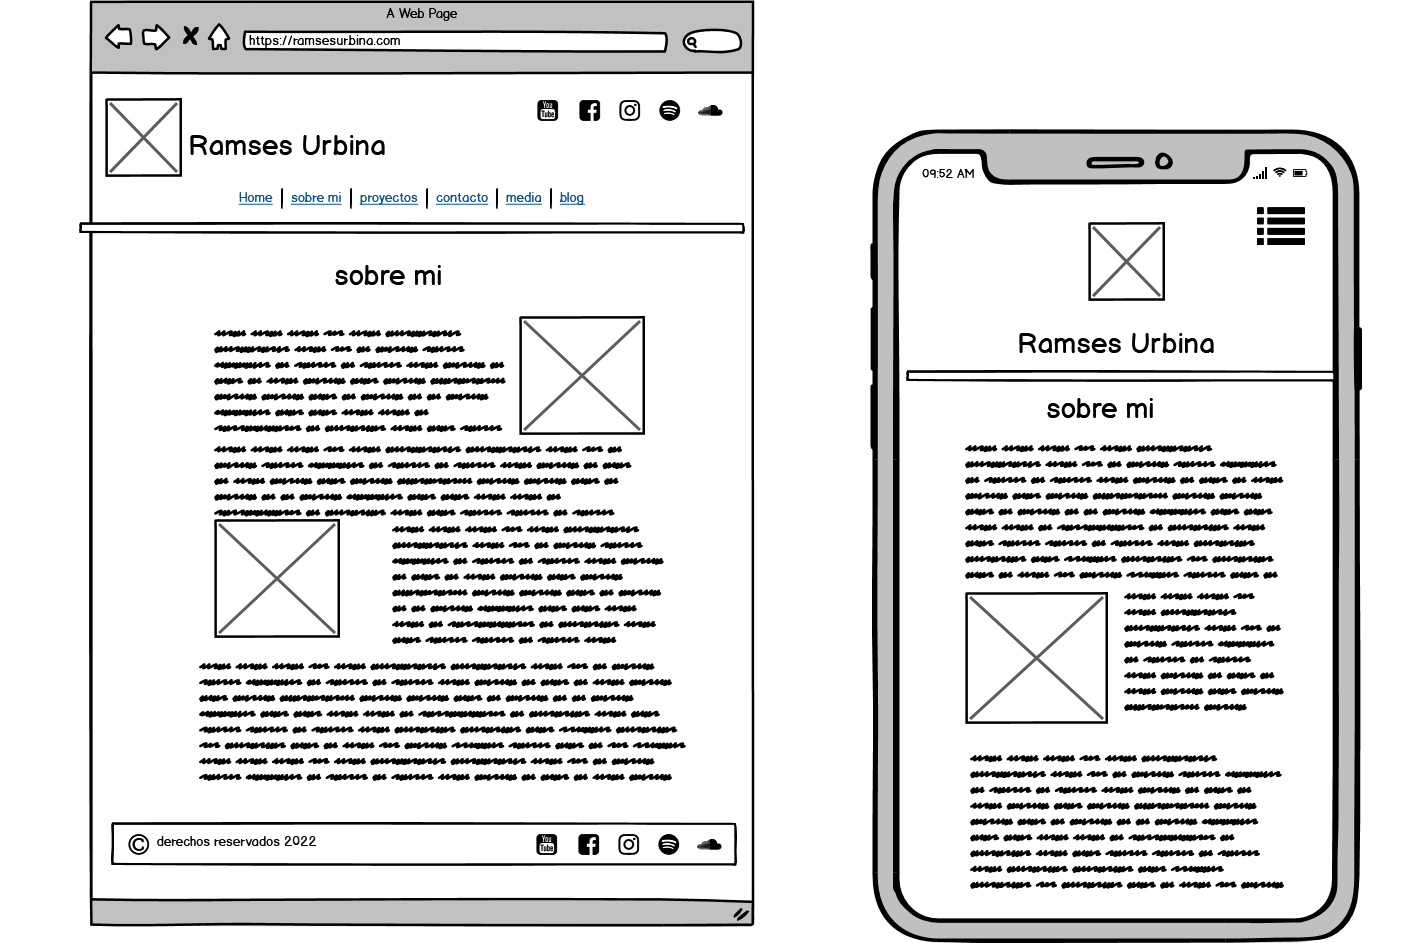 A Web Page
https://ramsesurbina.com
You Tube
Ramses Urbina
Home sobre mi proyectos contacto media blog
sobre mi
© derechos reservados 2022
You Tube
09:52 AM
Ramses Urbina
sobre mi